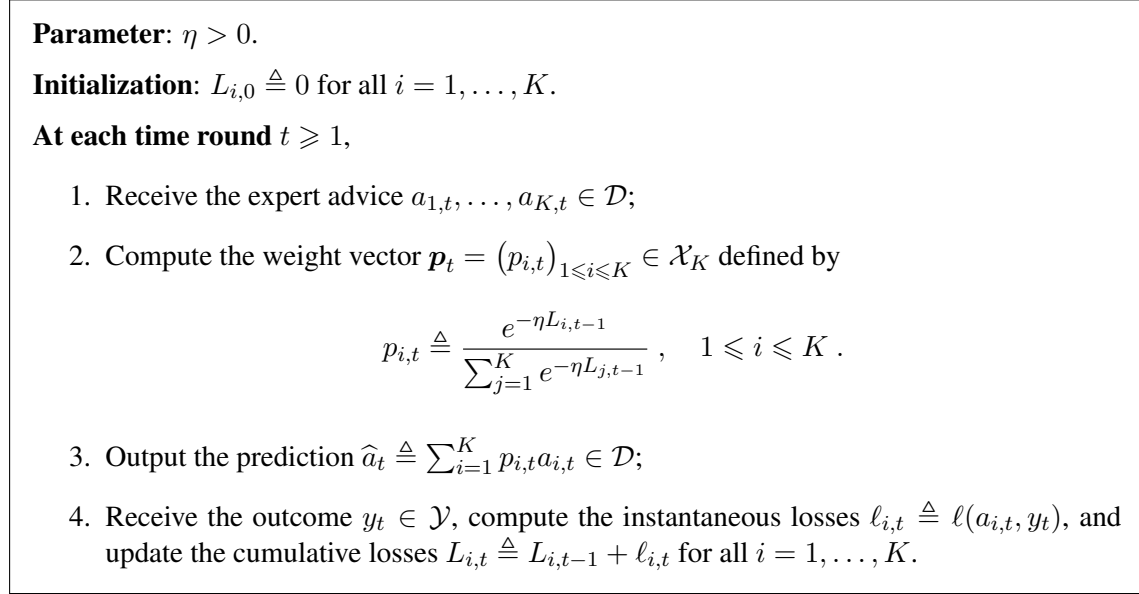 Parameter: η > 0.
Initialization: L_{i,0} ≜ 0 for all i = 1, . . . , K.
At each time round t ⩾ 1,
1. Receive the expert advice a_{1,t}, . . . , a_{K,t} ∈ 𝒟;
2. Compute the weight vector 𝒑_t = (p_{i,t})_{1⩽i⩽K} ∈ 𝒳_K defined by
p_{i,t} ≜ \frac{e^{-ηL_{i,t-1}}}{\sum_{j=1}^{K} e^{-ηL_{j,t-1}}} , 1 ⩽ i ⩽ K .
3. Output the prediction â_t ≜ \sum_{i=1}^{K} p_{i,t} a_{i,t} ∈ 𝒟;
4. Receive the outcome y_t ∈ 𝒴, compute the instantaneous losses ℓ_{i,t} ≜ ℓ(a_{i,t}, y_t), and
update the cumulative losses L_{i,t} ≜ L_{i,t-1} + ℓ_{i,t} for all i = 1, . . . , K.